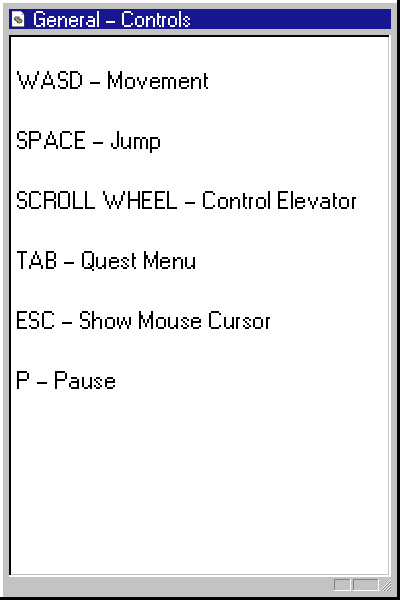 General – Controls
WASD – Movement
SPACE – Jump
SCROLL WHEEL – Control Elevator
TAB – Quest Menu
ESC – Show Mouse Cursor
P – Pause